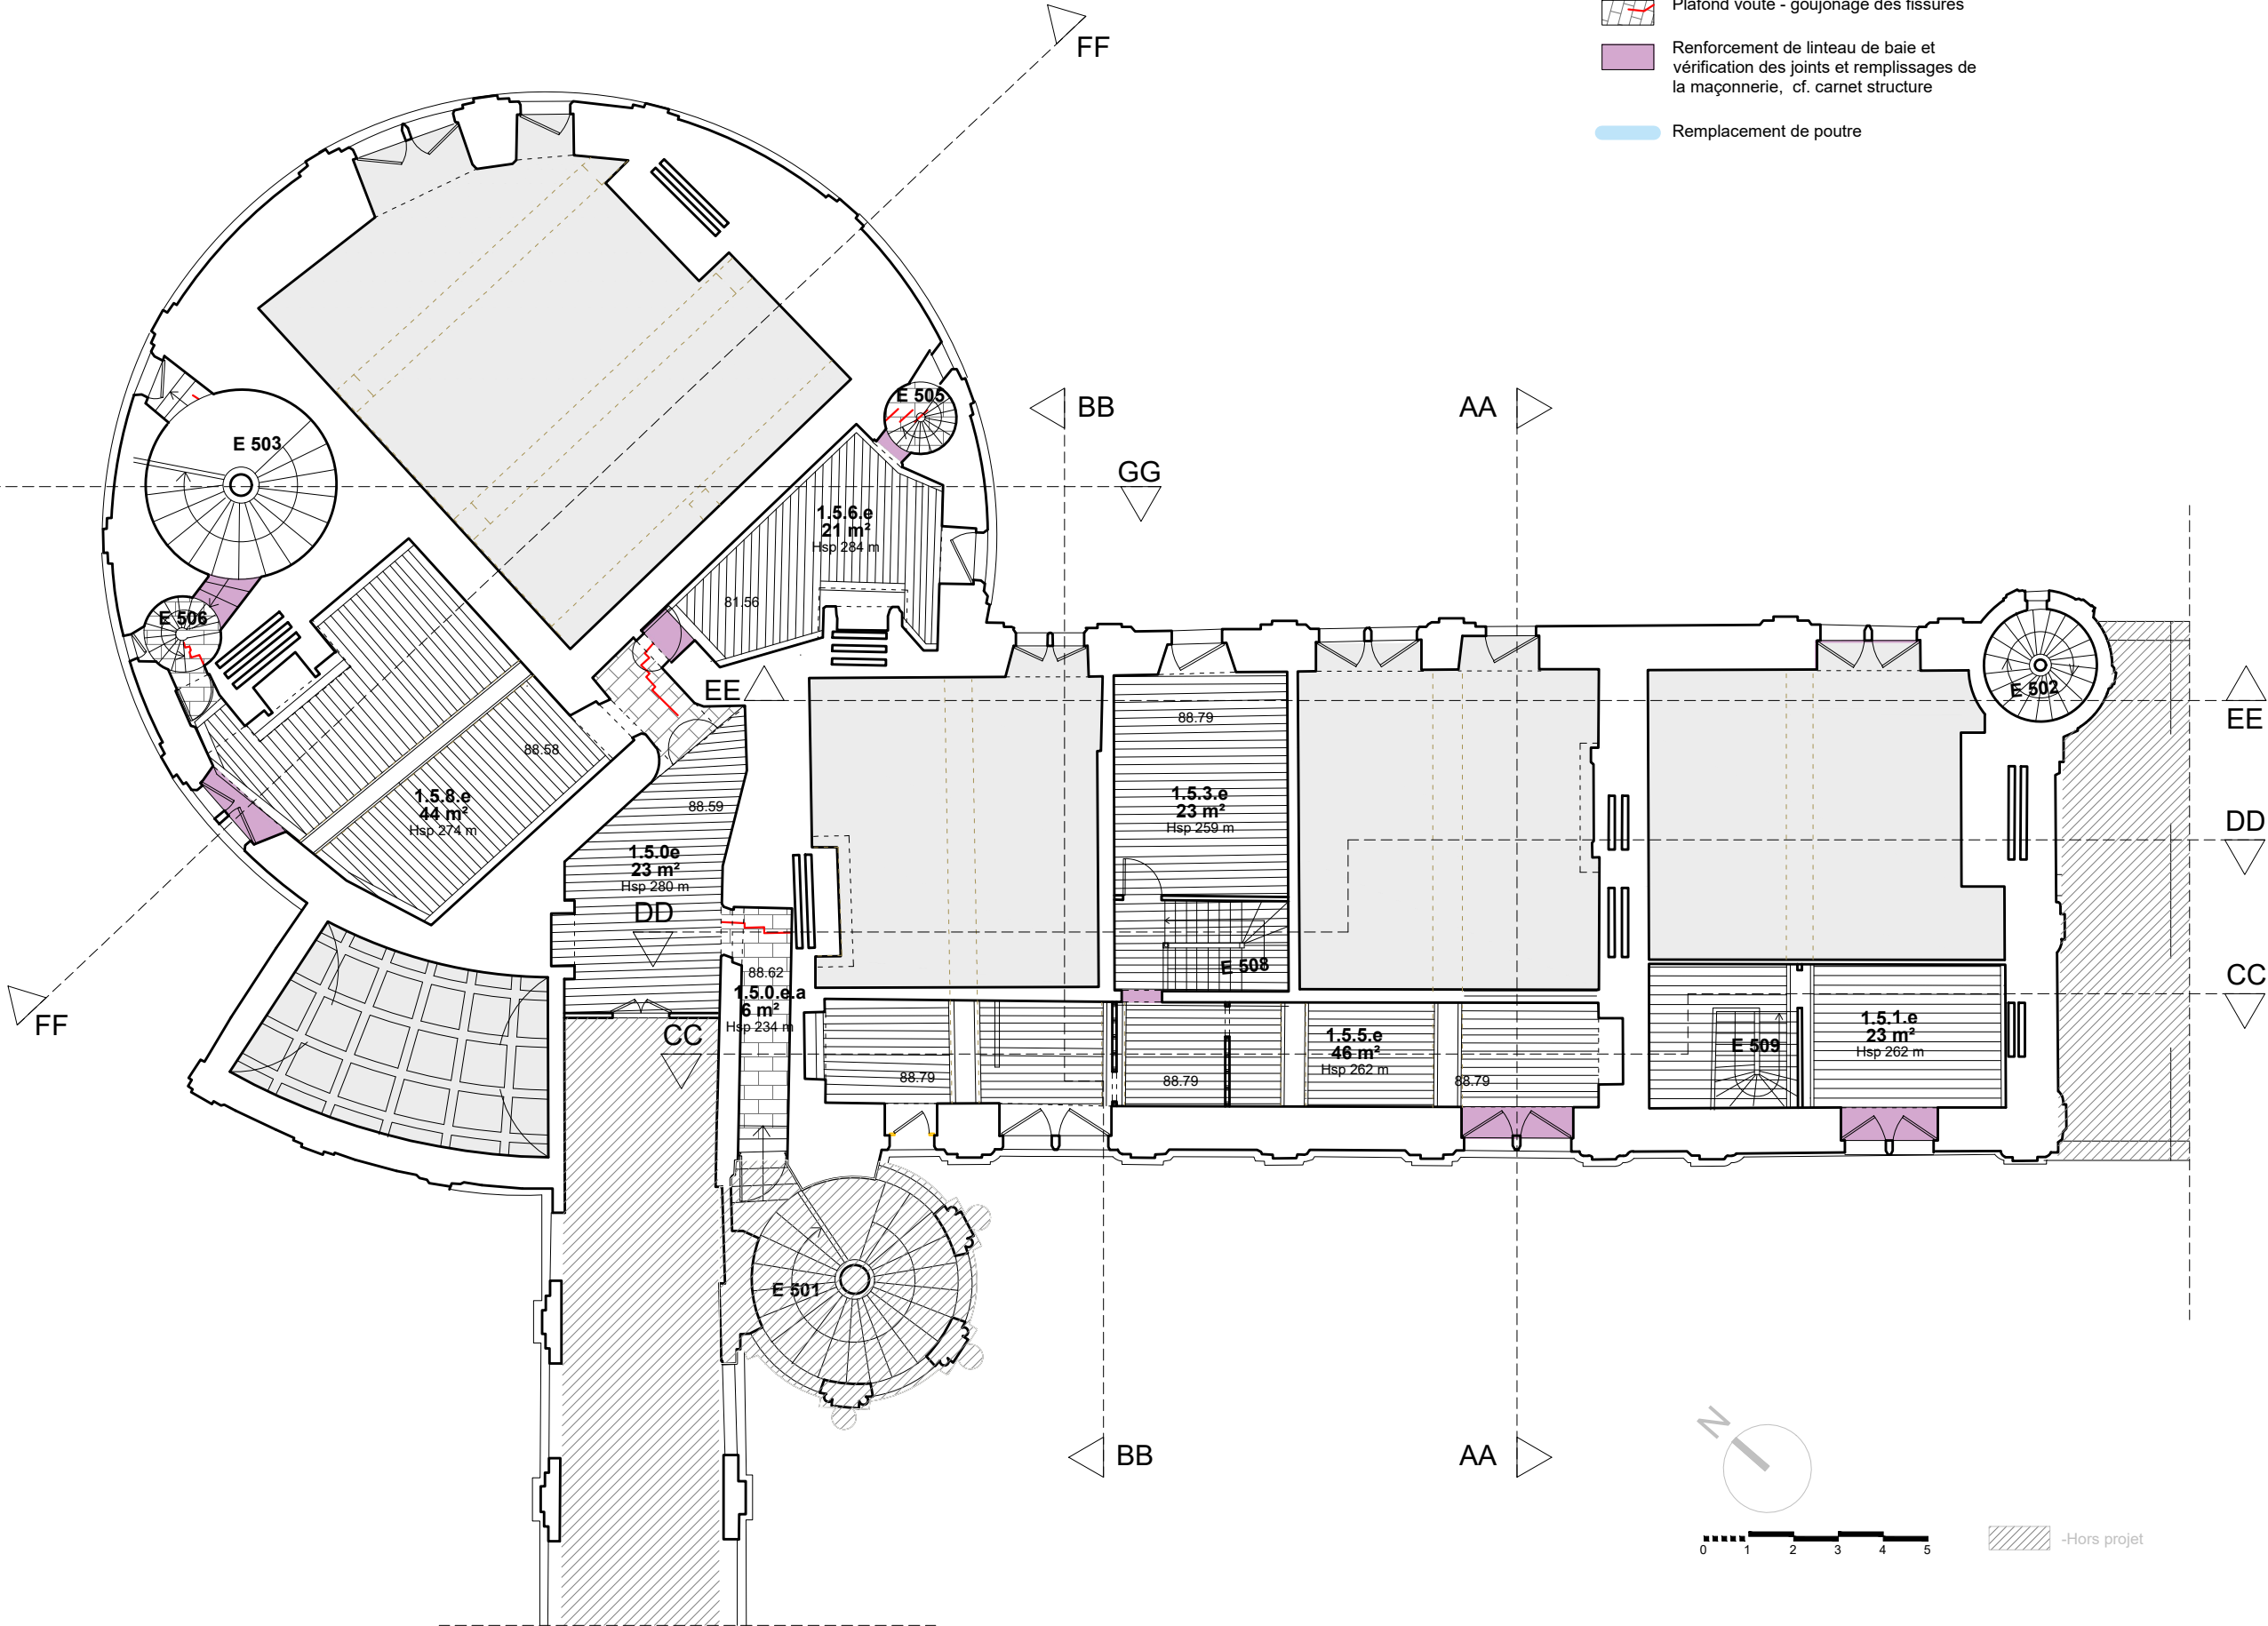 Plafond voute - goujonage des fissures
Renforcement de linteau de baie et
vérification des joints et remplissages de
la maçonnerie, cf. carnet structure
Remplacement de poutre
FF
BB
AA
GG
E 505
E 503
1.5.6.e
21 m²
Hsp 284 m
81.56
E 506
EE
E 502
EE
88.79
88.58
1.5.8.e
44 m²
Hsp 274 m
88.59
1.5.3.e
23 m²
Hsp 259 m
DD
1.5.0e
23 m²
Hsp 280 m
DD
E 508
88.62
1.5.0.e.a
6 m²
Hsp 234 m
CC
CC
FF
1.5.5.e
46 m²
Hsp 262 m
88.79
88.79
88.79
E 509
1.5.1.e
23 m²
Hsp 262 m
E 501
BB
AA
N
0 1 2 3 4 5
-Hors projet